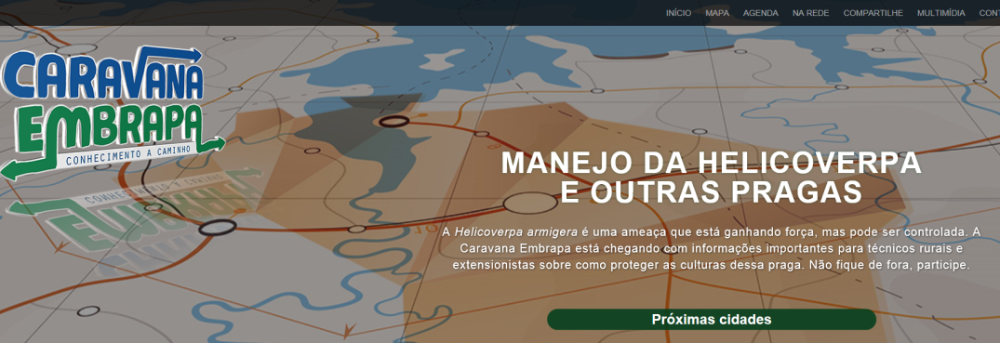 INÍCIO MAPA AGENDA NA REDE COMPARTILHE MULTIMÍDIA CONT
CARAVANA
EMBRAPA
CONHECIMENTO A CAMINHO
MANEJO DA HELICOVERPA
E OUTRAS PRAGAS
A Helicoverpa armigera é uma ameaça que está ganhando força, mas pode ser controlada. A
Caravana Embrapa está chegando com informações importantes para técnicos rurais e
extensionistas sobre como proteger as culturas dessa praga. Não fique de fora, participe.
Próximas cidades